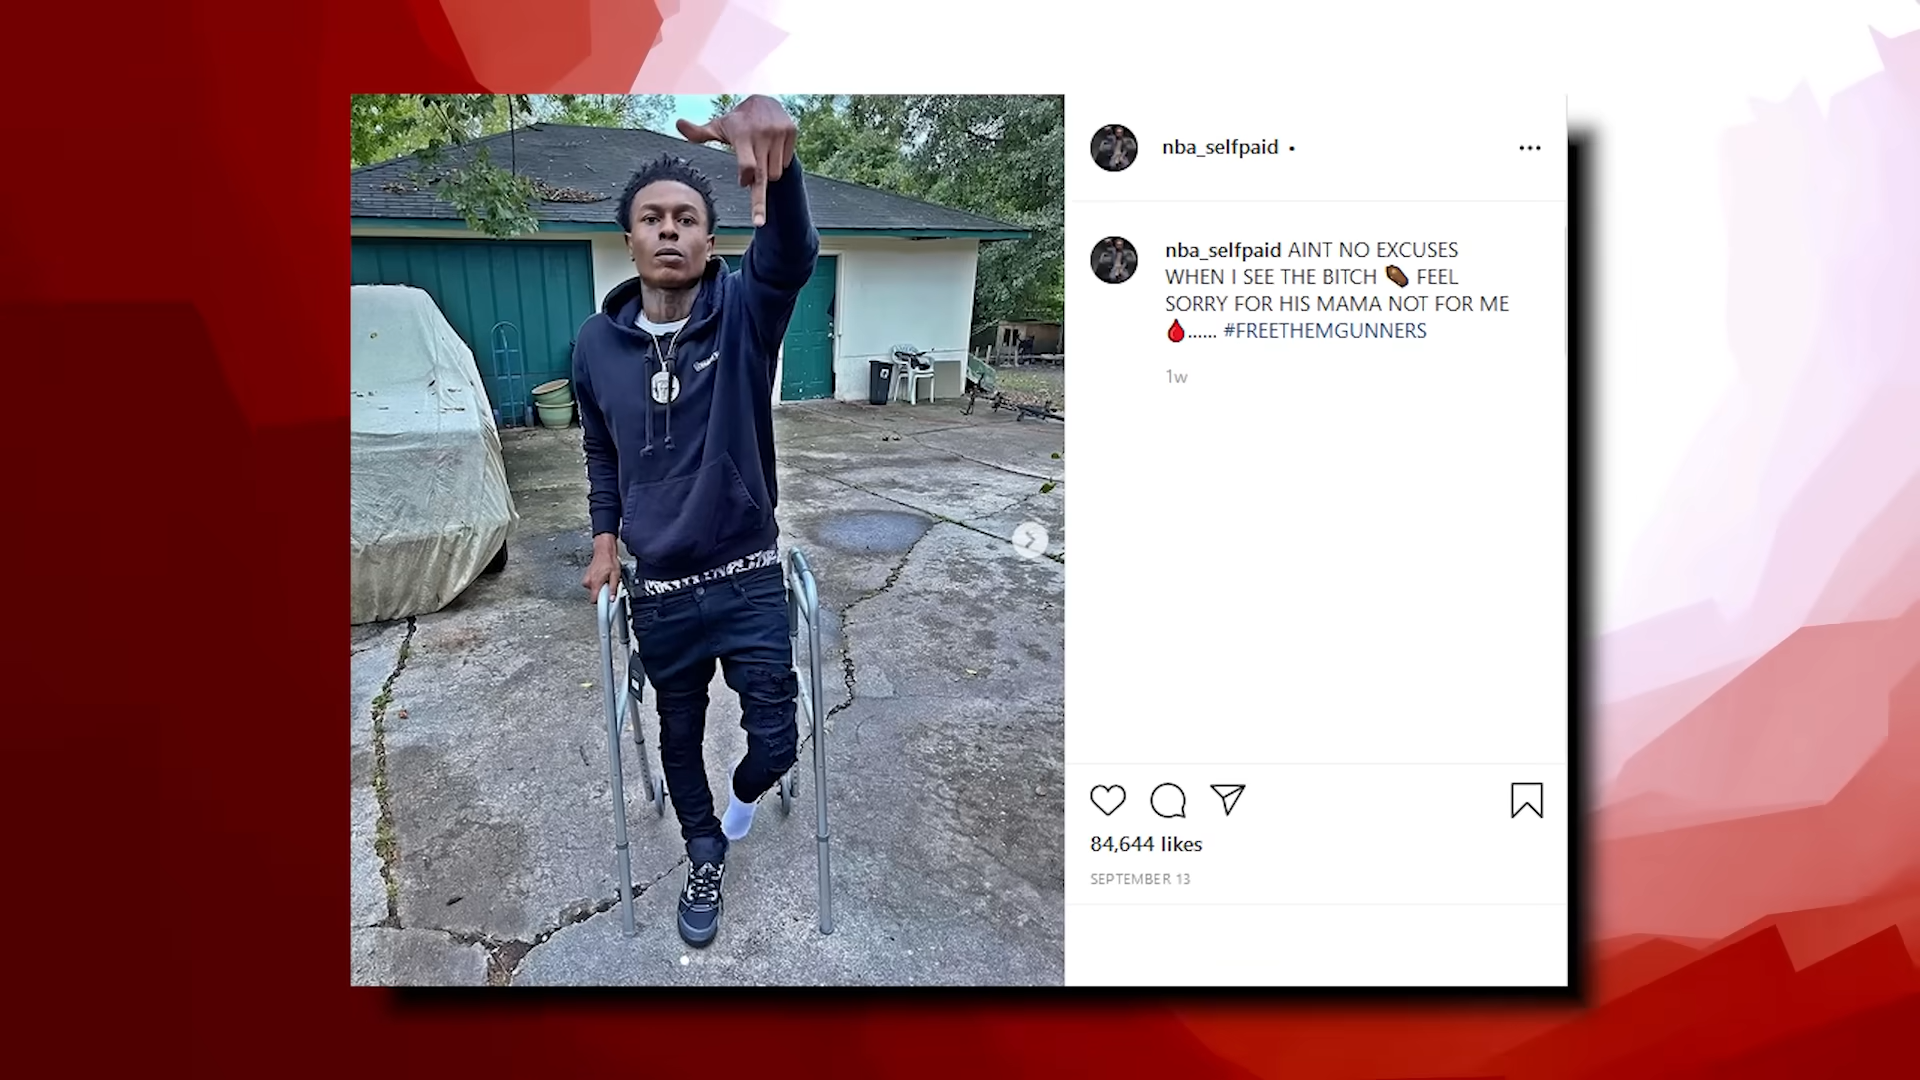 nba_selfpaid •
nba_selfpaid AINT NO EXCUSES
WHEN I SEE THE BITCH ⚰️ FEEL
SORRY FOR HIS MAMA NOT FOR ME
🩸...... #FREETHEMGUNNERS
1w
84,644 likes
SEPTEMBER 13